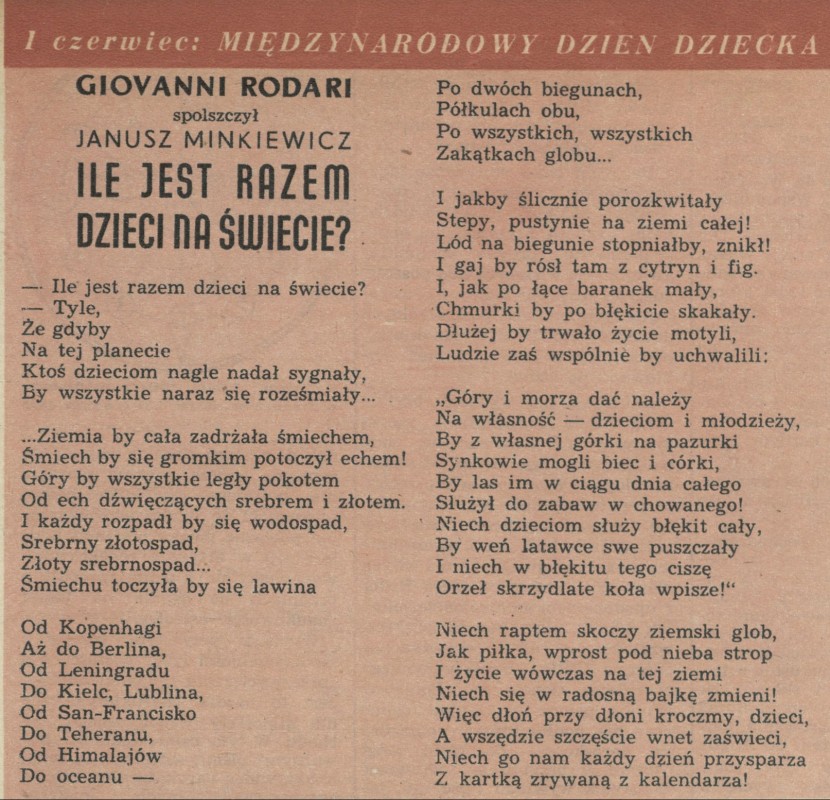 I czerwiec: MIĘDZYNARODOWY DZIEN DZIECKA
GIOVANNI RODARI
spolszczył
JANUSZ MINKIEWICZ
ILE JEST RAZEM
DZIECI NA ŚWIECIE?
— Ile jest razem dzieci na świecie?
— Tyle,
Że gdyby
Na tej planecie
Ktoś dzieciom nagle nadał sygnały,
By wszystkie naraz się roześmiały...
...Ziemia by cała zadrżała śmiechem,
Śmiech by się gromkim potoczył echem!
Góry by wszystkie legły pokotem
Od ech dźwięczących srebrem i złotem.
I każdy rozpadł by się wodospad,
Srebrny złotospad,
Złoty srebrnospad...
Śmiechu toczyła by się lawina
Od Kopenhagi
Aż do Berlina,
Od Leningradu
Do Kielc, Lublina,
Od San-Francisko
Do Teheranu,
Od Himalajów
Do oceanu —
Po dwóch biegunach,
Półkulach obu,
Po wszystkich, wszystkich
Zakątkach globu...
I jakby ślicznie porozkwitały
Stepy, pustynie na ziemi całej!
Lód na biegunie stopniałby, znikł!
I gaj by rósł tam z cytryn i fig.
I, jak po łące baranek mały,
Chmurki by po błękicie skakały.
Dłużej by trwało życie motyli,
Ludzie zaś wspólnie by uchwalili:
„Góry i morza dać należy
Na własność — dzieciom i młodzieży,
By z własnej górki na pazurki
Synkowie mogli biec i córki,
By las im w ciągu dnia całego
Służył do zabaw w chowanego!
Niech dzieciom służy błękit cały,
By weń latawce swe puszczały
I niech w błękitu tego ciszę
Orzeł skrzydlate koła wpisze!“
Niech raptem skoczy ziemski glob,
Jak piłka, wprost pod nieba strop
I życie wówczas na tej ziemi
Niech się w radosną bajkę zmieni!
Więc dłoń przy dłoni kroczmy, dzieci,
A wszędzie szczęście wnet zaświeci,
Niech go nam każdy dzień przysparza
Z kartką zrywaną z kalendarza!